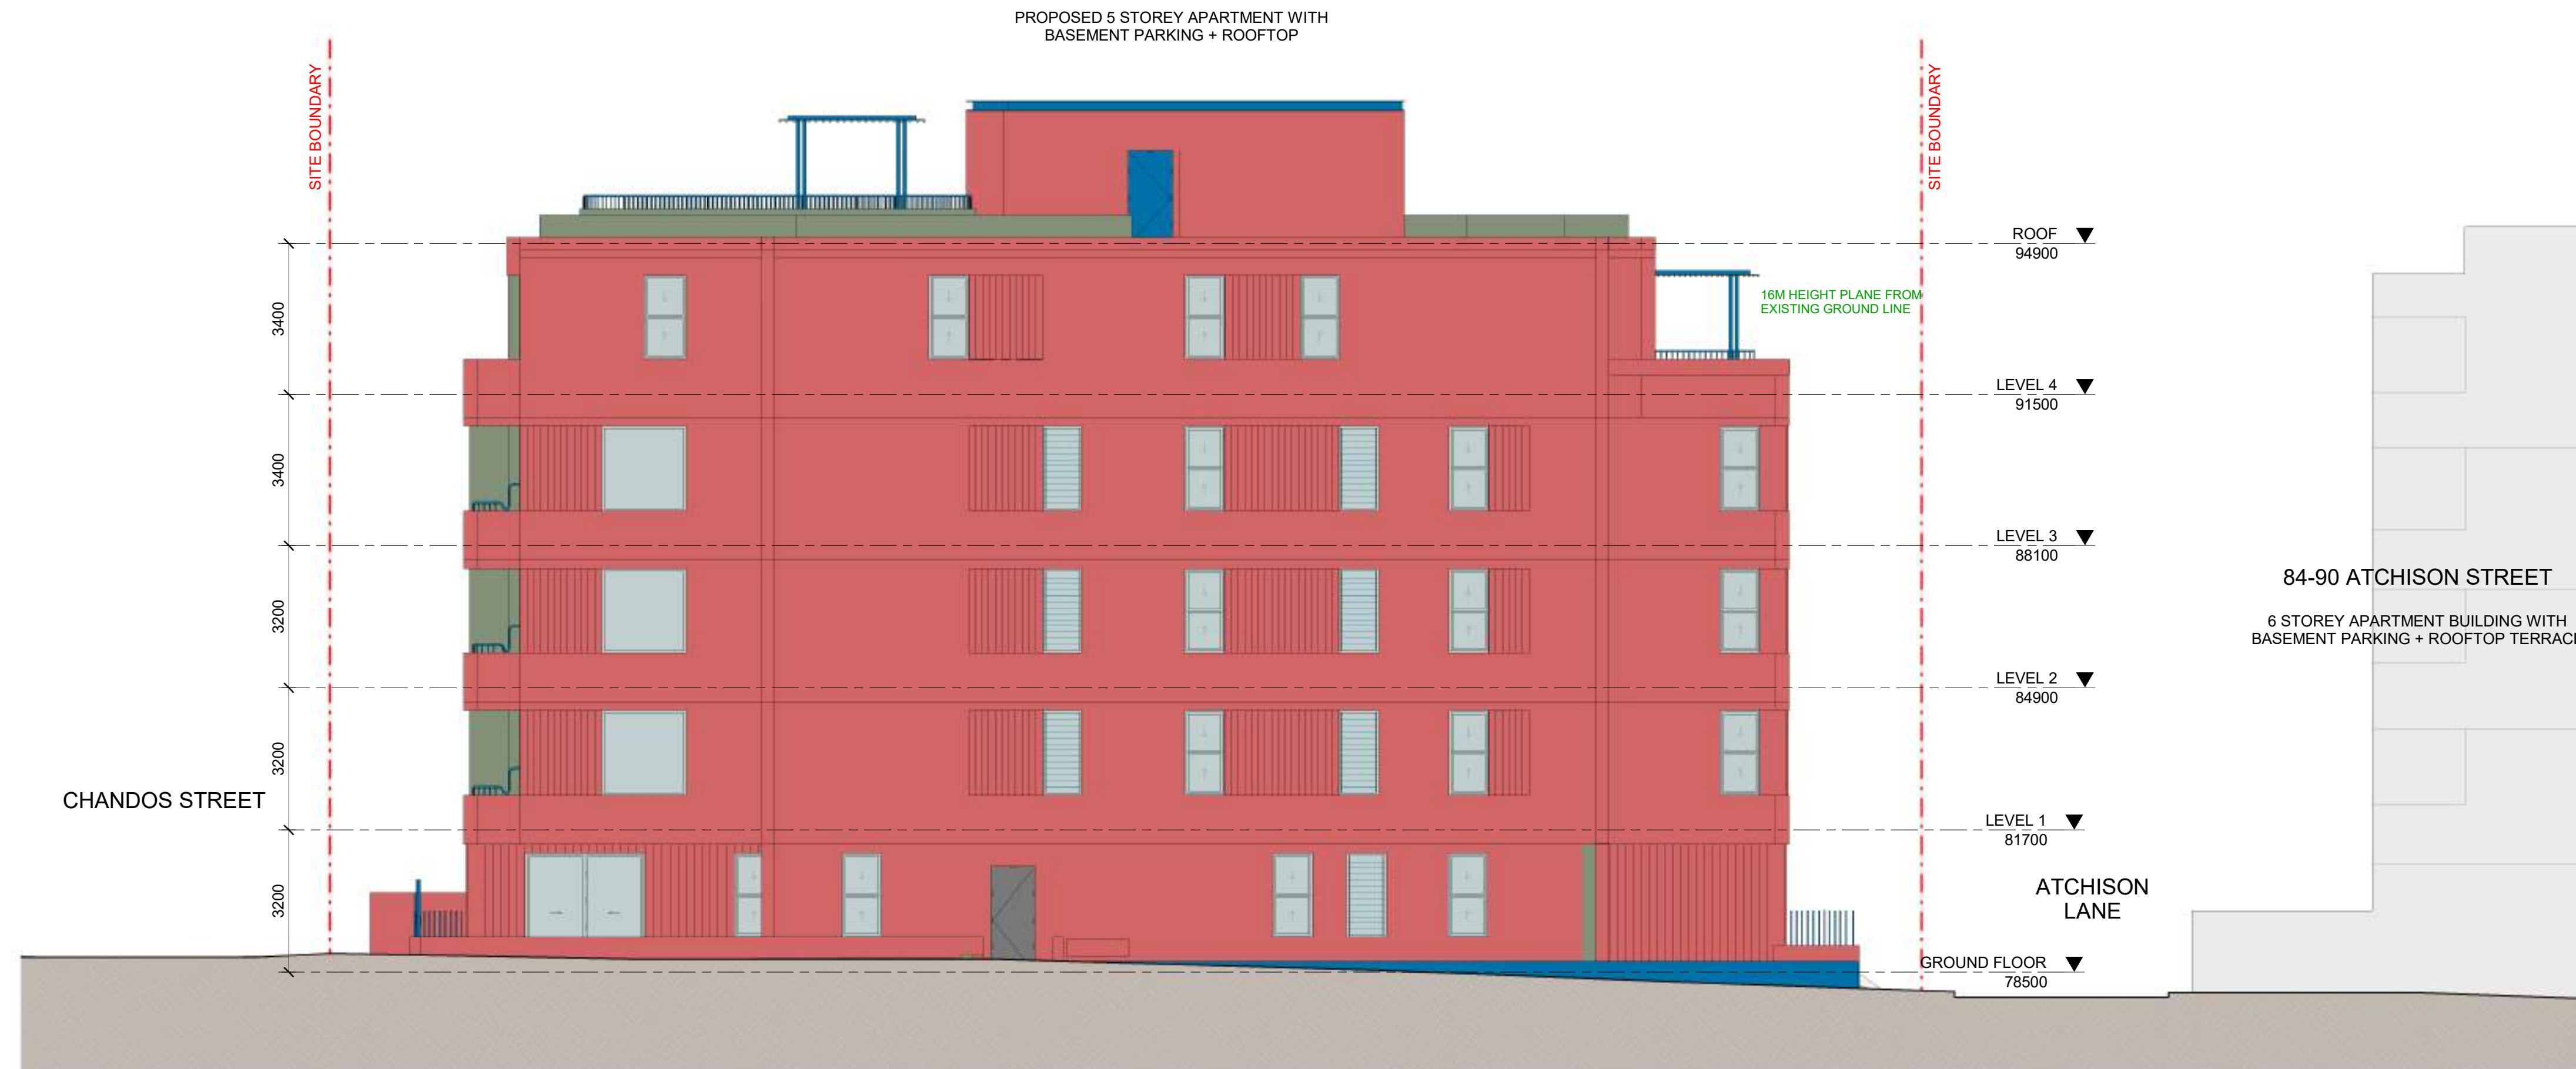 PROPOSED 5 STOREY APARTMENT WITH
BASEMENT PARKING + ROOFTOP
SITE BOUNDARY
SITE BOUNDARY
ROOF
94900
16M HEIGHT PLANE FROM
EXISTING GROUND LINE
3400
LEVEL 4
91500
3400
LEVEL 3
88100
84-90 ATCHISON STREET
6 STOREY APARTMENT BUILDING WITH
BASEMENT PARKING + ROOFTOP TERRAC
3200
LEVEL 2
84900
3200
CHANDOS STREET
LEVEL 1
81700
3200
ATCHISON
LANE
GROUND FLOOR
78500